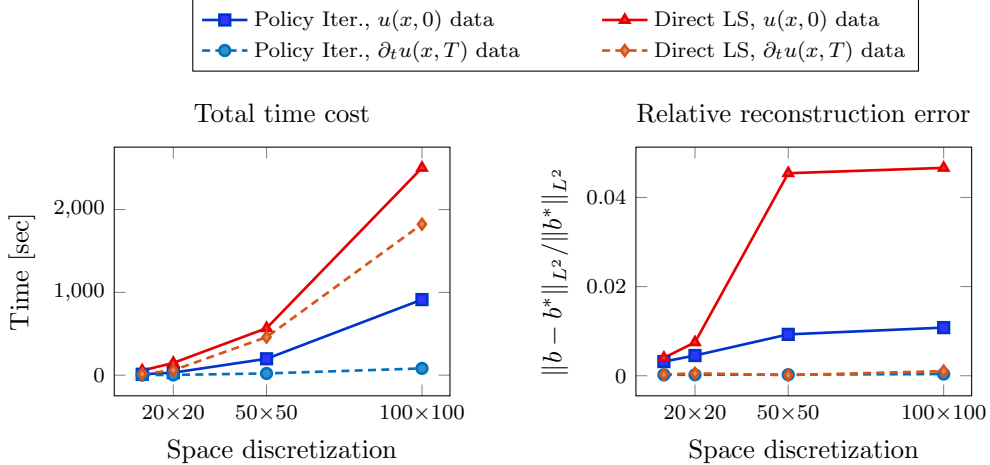 Policy Iter., u(x, 0) data
Direct LS, u(x, 0) data
Policy Iter., ∂ₜu(x, T) data
Direct LS, ∂ₜu(x, T) data
Total time cost
Time [sec]
2,000
1,000
0
20×20
50×50
100×100
Space discretization
Relative reconstruction error
‖b − b*‖_{L²}/‖b*‖_{L²}
0.04
0.02
0
20×20
50×50
100×100
Space discretization